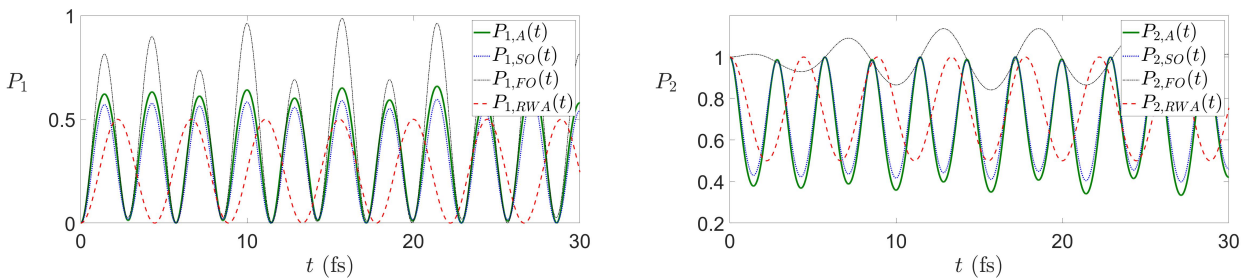 1
0.5
0
P₁
0
10
20
30
t (fs)
P₁,A(t)
P₁,SO(t)
P₁,FO(t)
P₁,RWA(t)
1
0.8
0.6
0.4
0.2
P₂
0
10
20
30
t (fs)
P₂,A(t)
P₂,SO(t)
P₂,FO(t)
P₂,RWA(t)